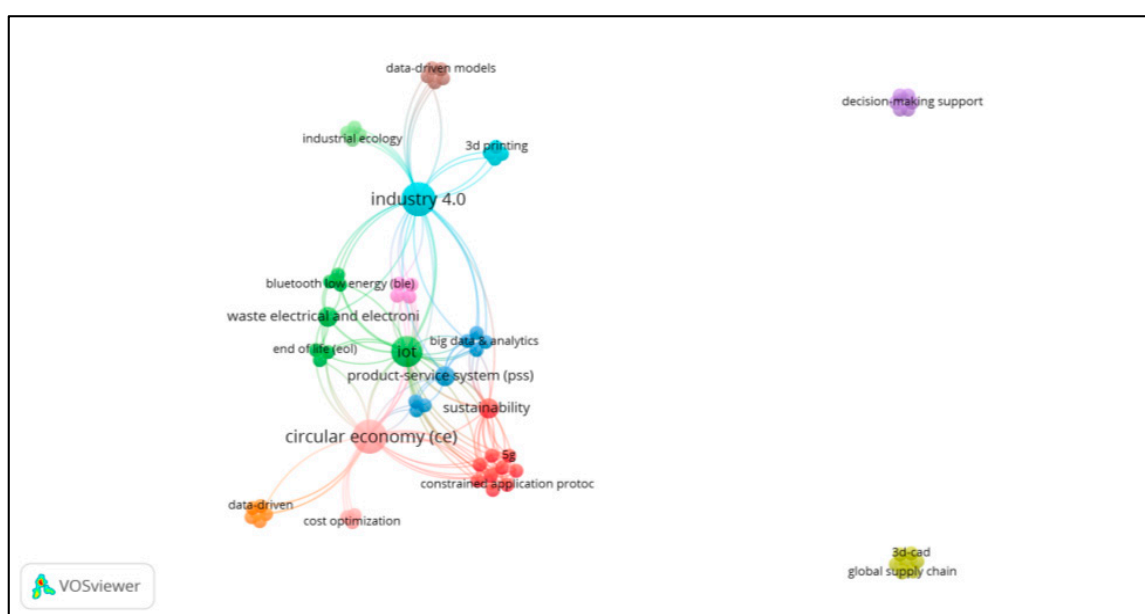 data-driven models
decision-making support
industrial ecology
3d printing
industry 4.0
bluetooth low energy (ble)
waste electrical and electroni
big data & analytics
end of life (eol)
iot
product-service system (pss)
sustainability
circular economy (ce)
5g
constrained application protoc
data-driven
cost optimization
3d-cad
global supply chain
VOSviewer